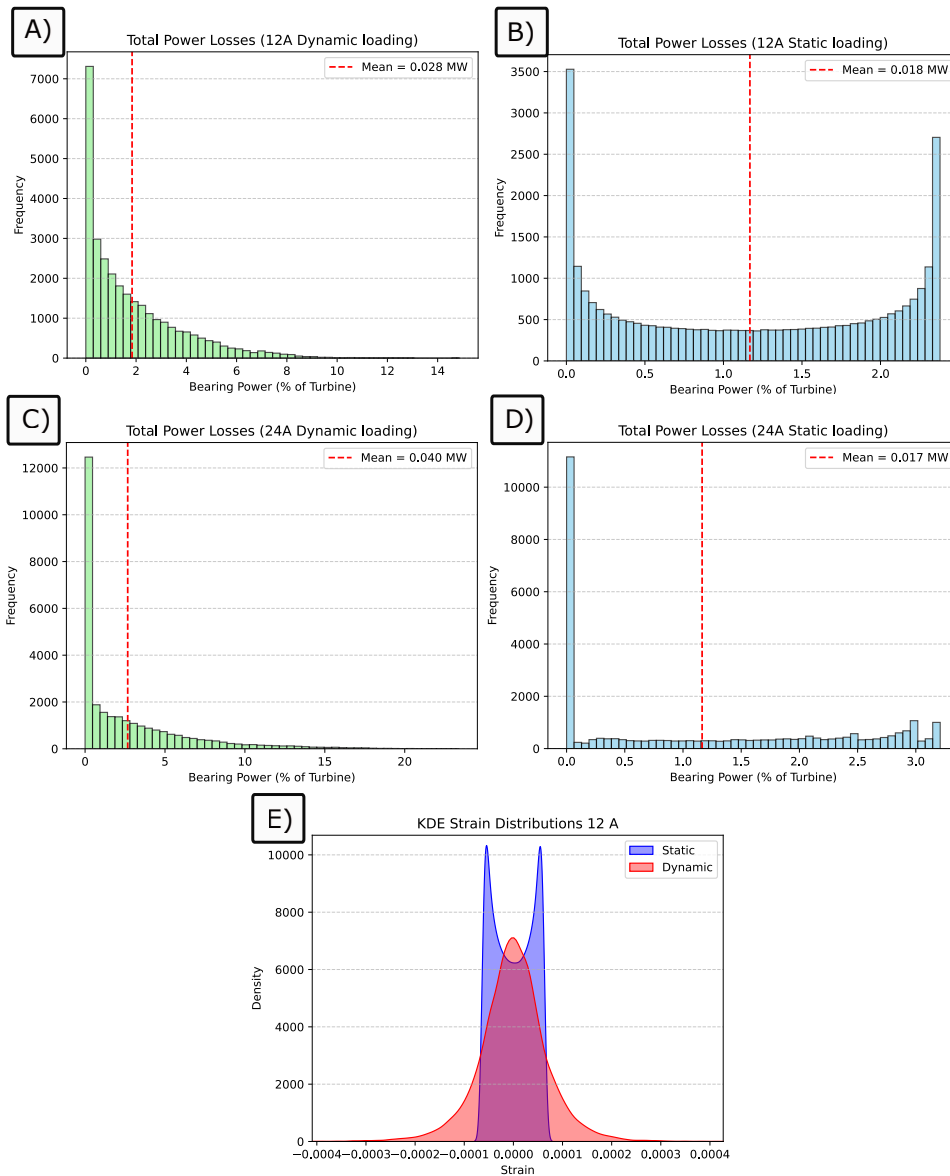 A)
Total Power Losses (12A Dynamic loading)
Mean = 0.028 MW
7000
6000
5000
4000
3000
2000
1000
0
Frequency
0 2 4 6 8 10 12 14
Bearing Power (% of Turbine)
B)
Total Power Losses (12A Static loading)
Mean = 0.018 MW
3500
3000
2500
2000
1500
1000
500
0
Frequency
0.0 0.5 1.0 1.5 2.0
Bearing Power (% of Turbine)
C)
Total Power Losses (24A Dynamic loading)
Mean = 0.040 MW
12000
10000
8000
6000
4000
2000
0
Frequency
0 5 10 15 20
Bearing Power (% of Turbine)
D)
Total Power Losses (24A Static loading)
Mean = 0.017 MW
10000
8000
6000
4000
2000
0
Frequency
0.0 0.5 1.0 1.5 2.0 2.5 3.0
Bearing Power (% of Turbine)
E)
KDE Strain Distributions 12 A
Static
Dynamic
10000
8000
6000
4000
2000
0
Density
−0.0004 −0.0003 −0.0002 −0.0001 0.0000 0.0001 0.0002 0.0003 0.0004
Strain